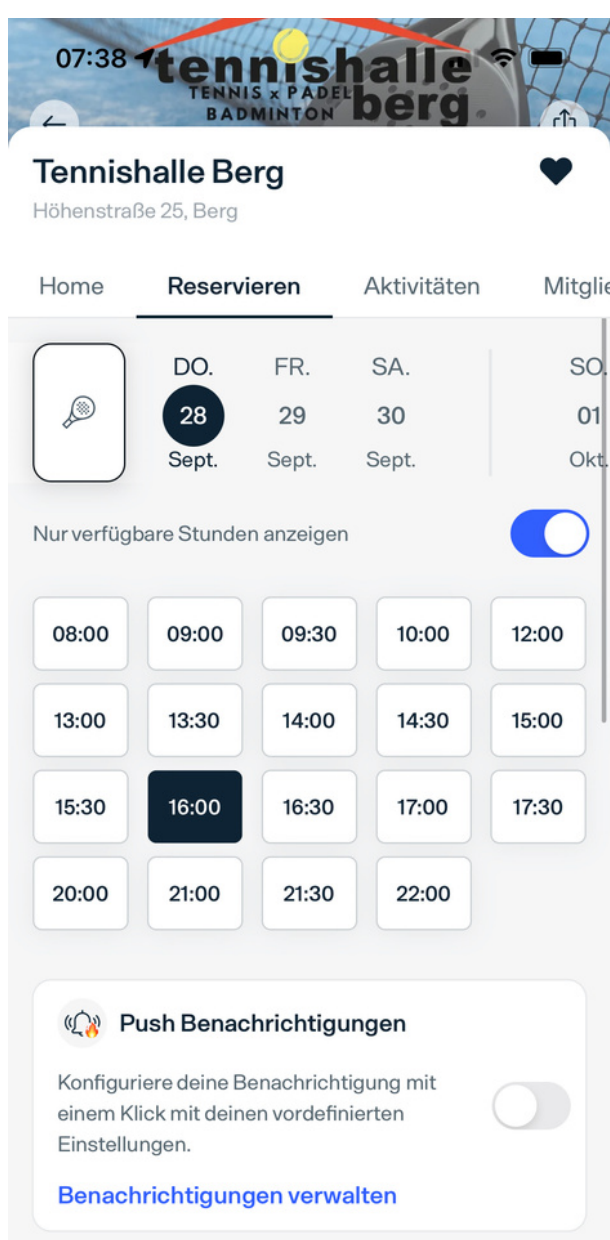 07:38
tennishalle
TENNIS x PADEL
BADMINTON berg
Tennishalle Berg
Höhenstraße 25, Berg
Home Reservieren Aktivitäten Mitglie
DO. FR. SA. SO.
28 29 30 01
Sept. Sept. Sept. Okt.
Nur verfügbare Stunden anzeigen
08:00 09:00 09:30 10:00 12:00
13:00 13:30 14:00 14:30 15:00
15:30 16:00 16:30 17:00 17:30
20:00 21:00 21:30 22:00
Push Benachrichtigungen
Konfiguriere deine Benachrichtigung mit
einem Klick mit deinen vordefinierten
Einstellungen.
Benachrichtigungen verwalten